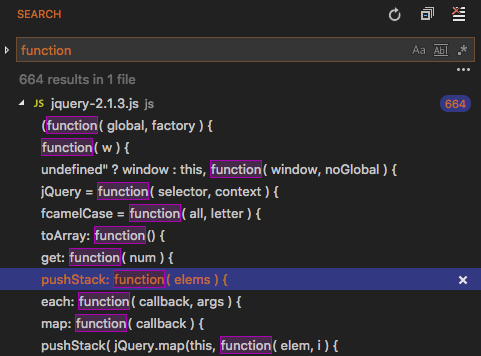 SEARCH
function
Aa Abl .*
664 results in 1 file
JS jquery-2.1.3.js js 664
(function( global, factory ) {
function( w ) {
undefined" ? window : this, function( window, noGlobal ) {
jQuery = function( selector, context ) {
fcamelCase = function( all, letter ) {
toArray: function() {
get: function( num ) {
pushStack: function( elems ) {
each: function( callback, args ) {
map: function( callback ) {
pushStack( jQuery.map(this, function( elem, i ) {